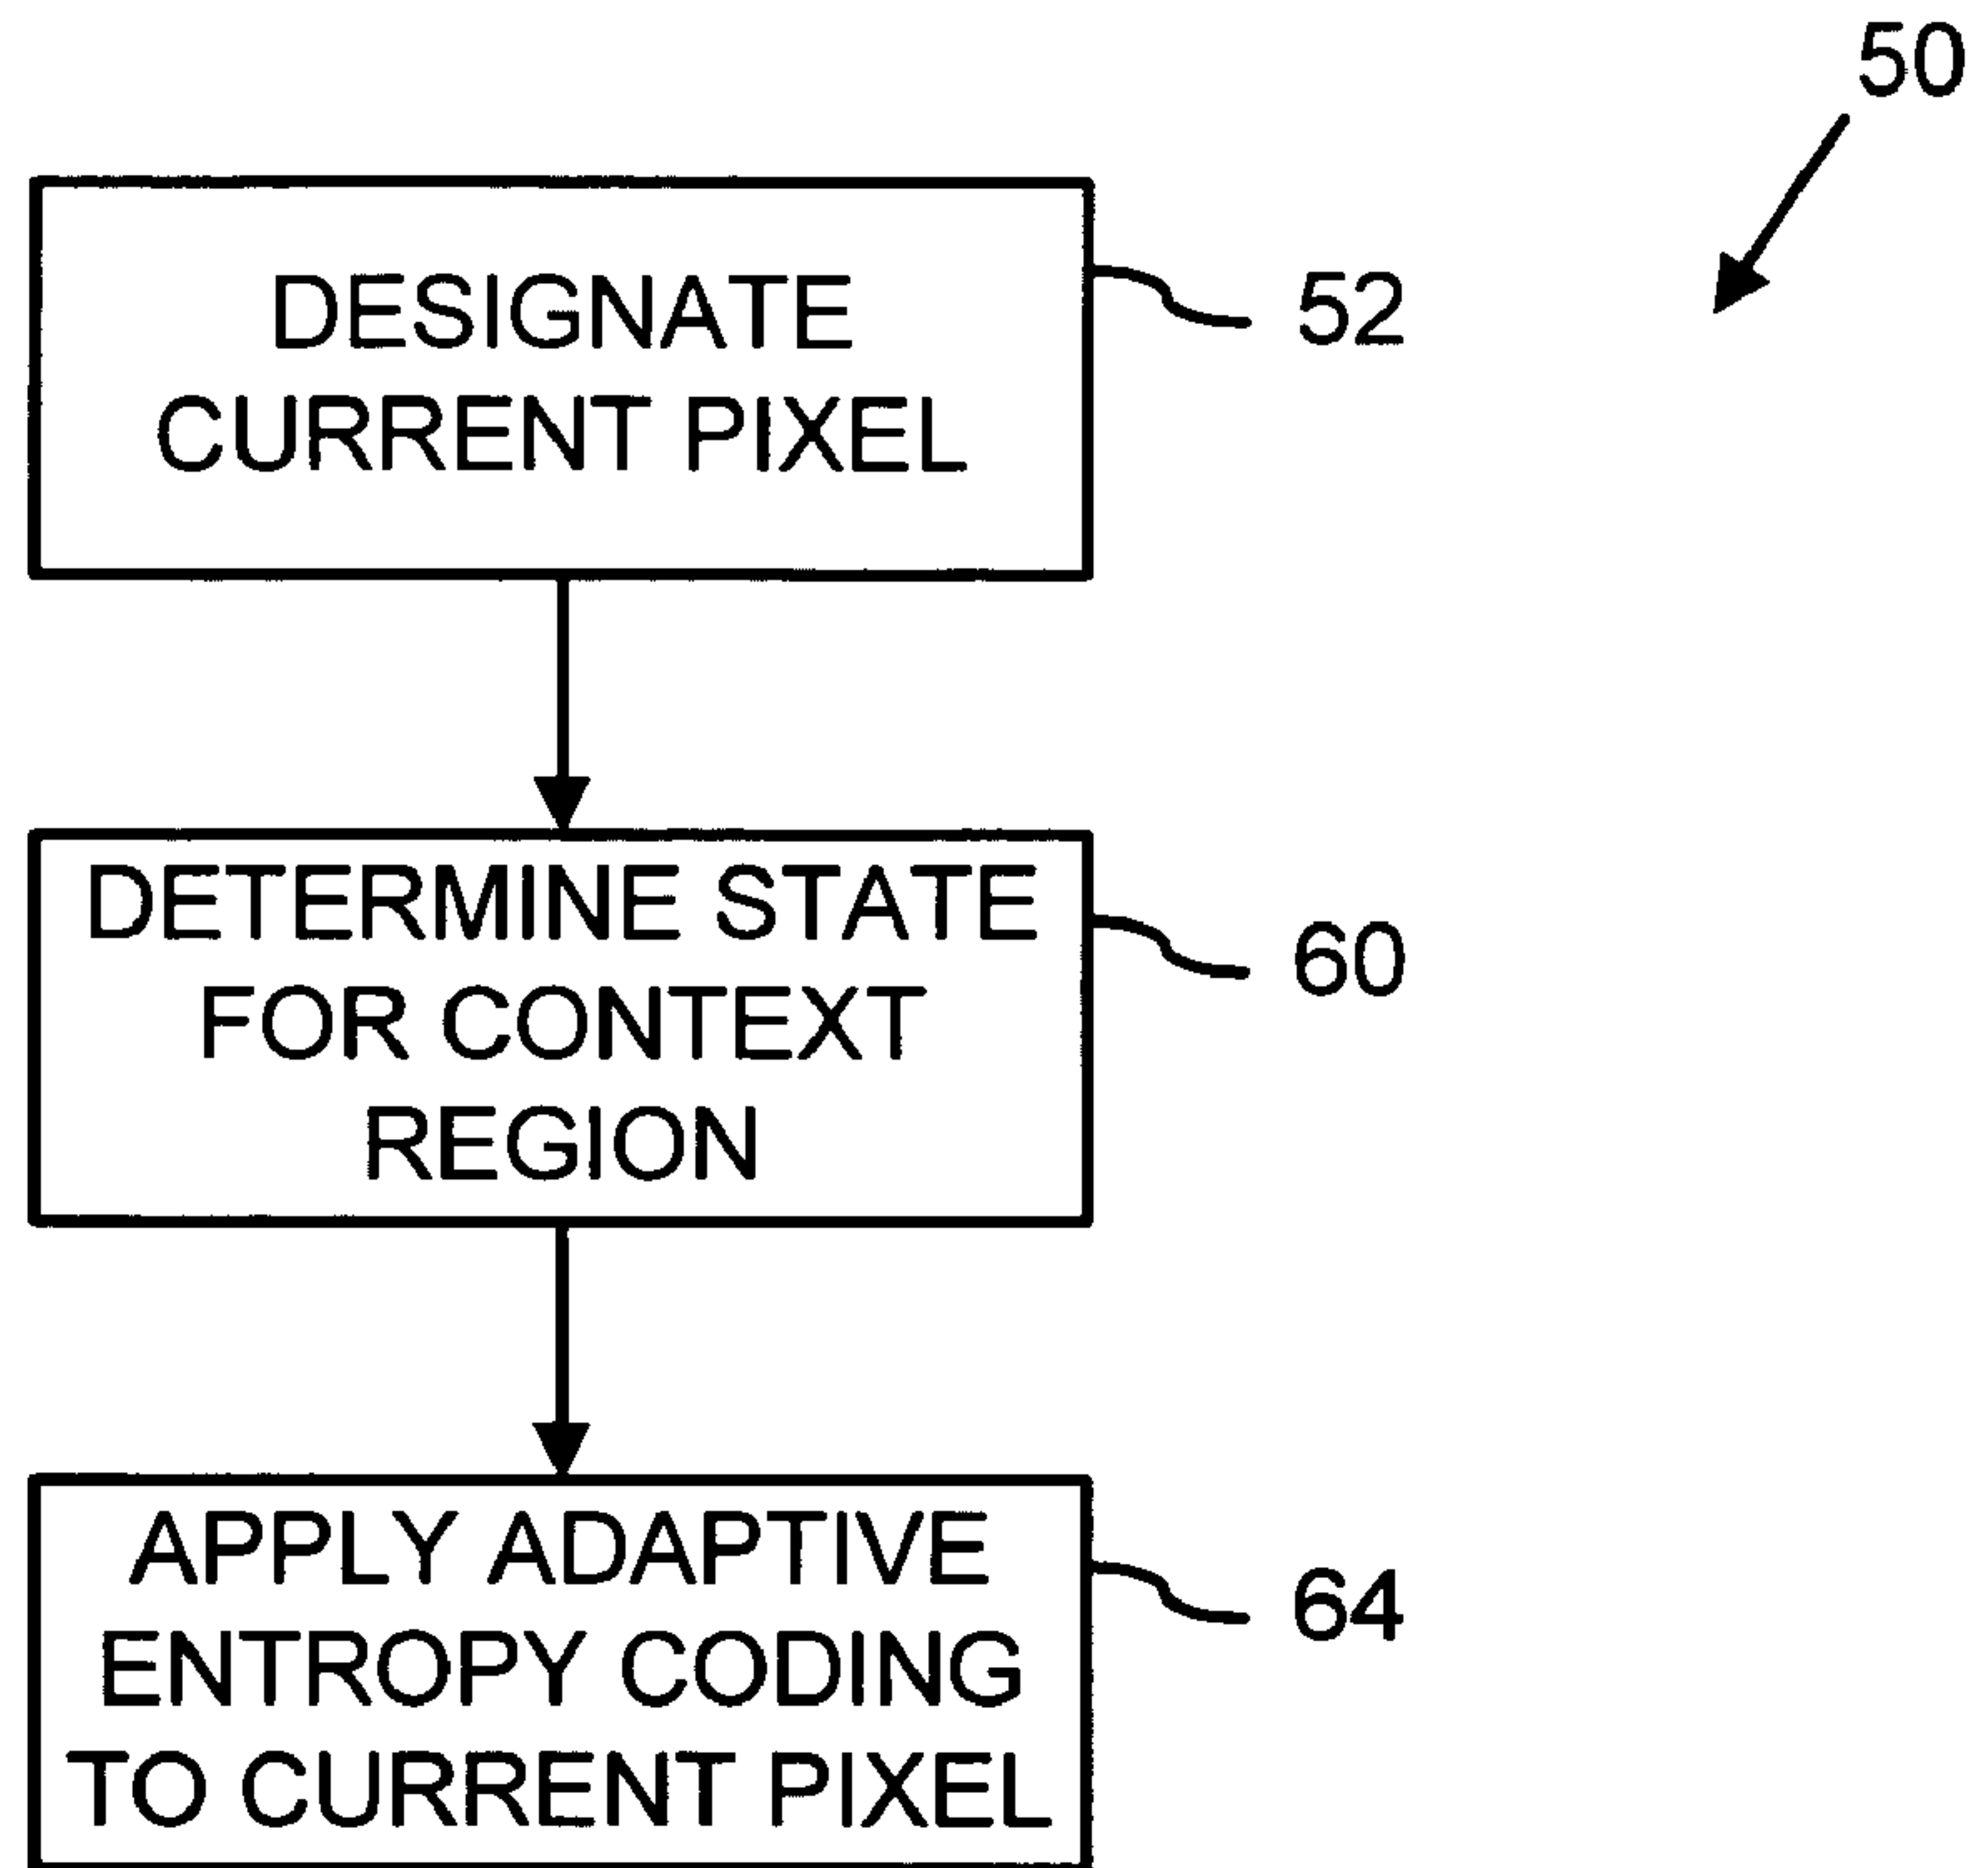 50
DESIGNATE
CURRENT PIXEL
52
DETERMINE STATE
FOR CONTEXT
REGION
60
APPLY ADAPTIVE
ENTROPY CODING
TO CURRENT PIXEL
64